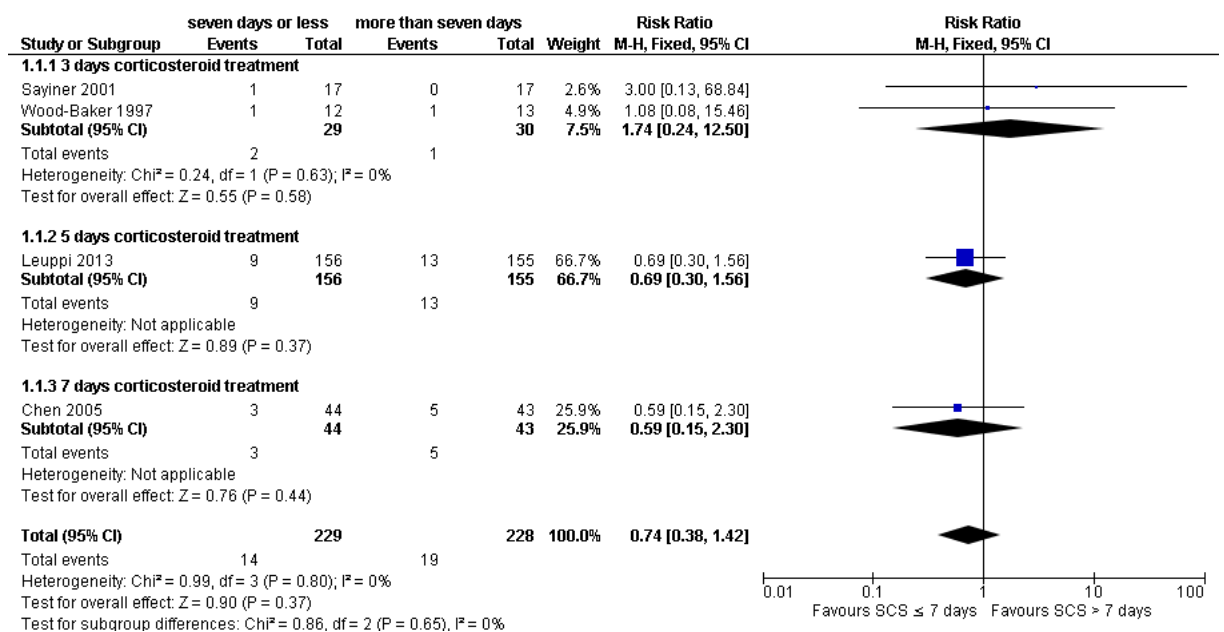 seven days or less more than seven days Risk Ratio Risk Ratio
Study or Subgroup Events Total Events Total Weight M-H, Fixed, 95% CI M-H, Fixed, 95% CI
1.1.1 3 days corticosteroid treatment
Sayiner 2001 1 17 0 17 2.6% 3.00 [0.13, 68.84]
Wood-Baker 1997 1 12 1 13 4.9% 1.08 [0.08, 15.46]
Subtotal (95% CI) 29 30 7.5% 1.74 [0.24, 12.50]
Total events 2 1
Heterogeneity: Chi² = 0.24, df = 1 (P = 0.63); I² = 0%
Test for overall effect: Z = 0.55 (P = 0.58)
1.1.2 5 days corticosteroid treatment
Leuppi 2013 9 156 13 155 66.7% 0.69 [0.30, 1.56]
Subtotal (95% CI) 156 155 66.7% 0.69 [0.30, 1.56]
Total events 9 13
Heterogeneity: Not applicable
Test for overall effect: Z = 0.89 (P = 0.37)
1.1.3 7 days corticosteroid treatment
Chen 2005 3 44 5 43 25.9% 0.59 [0.15, 2.30]
Subtotal (95% CI) 44 43 25.9% 0.59 [0.15, 2.30]
Total events 3 5
Heterogeneity: Not applicable
Test for overall effect: Z = 0.76 (P = 0.44)
Total (95% CI) 229 228 100.0% 0.74 [0.38, 1.42]
Total events 14 19
Heterogeneity: Chi² = 0.99, df = 3 (P = 0.80); I² = 0%
Test for overall effect: Z = 0.90 (P = 0.37)
Test for subgroup differences: Chi² = 0.86, df = 2 (P = 0.65), I² = 0%
0.01 0.1 1 10 100
Favours SCS ≤ 7 days Favours SCS > 7 days